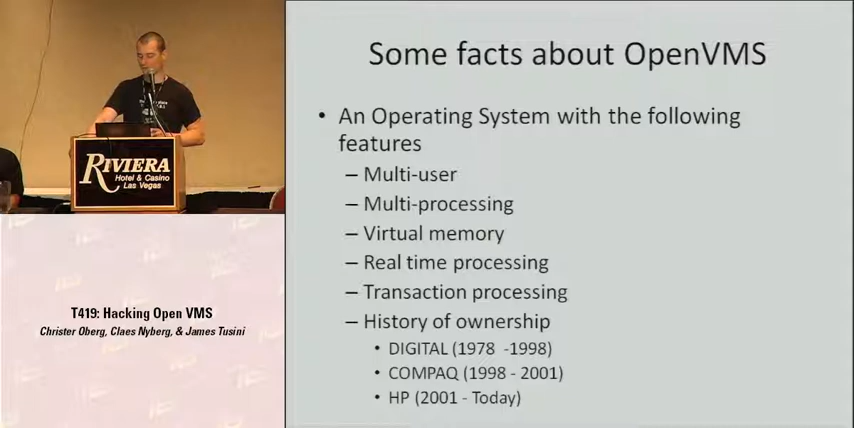 Some facts about OpenVMS
• An Operating System with the following
features
– Multi-user
– Multi-processing
– Virtual memory
– Real time processing
– Transaction processing
– History of ownership
• DIGITAL (1978 -1998)
• COMPAQ (1998 - 2001)
• HP (2001 - Today)
RIVIERA
Hotel & Casino
Las Vegas
T419: Hacking Open VMS
Christer Oberg, Claes Nyberg, & James Tusini